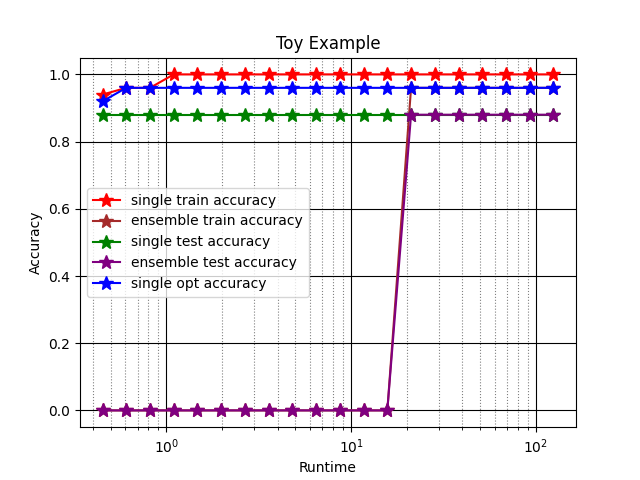 Toy Example
1.0
0.8
0.6
0.4
0.2
0.0
Accuracy
single train accuracy
ensemble train accuracy
single test accuracy
ensemble test accuracy
single opt accuracy
10⁰ 10¹ 10²
Runtime